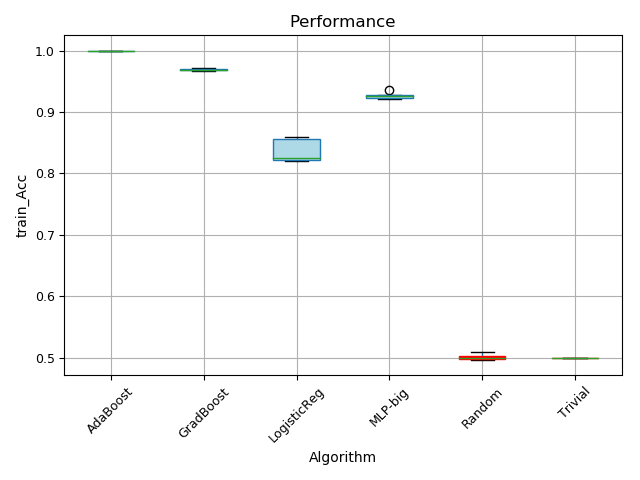 Performance
train_Acc
1.0
0.9
0.8
0.7
0.6
0.5
AdaBoost
GradBoost
LogisticReg
MLP-big
Random
Trivial
Algorithm